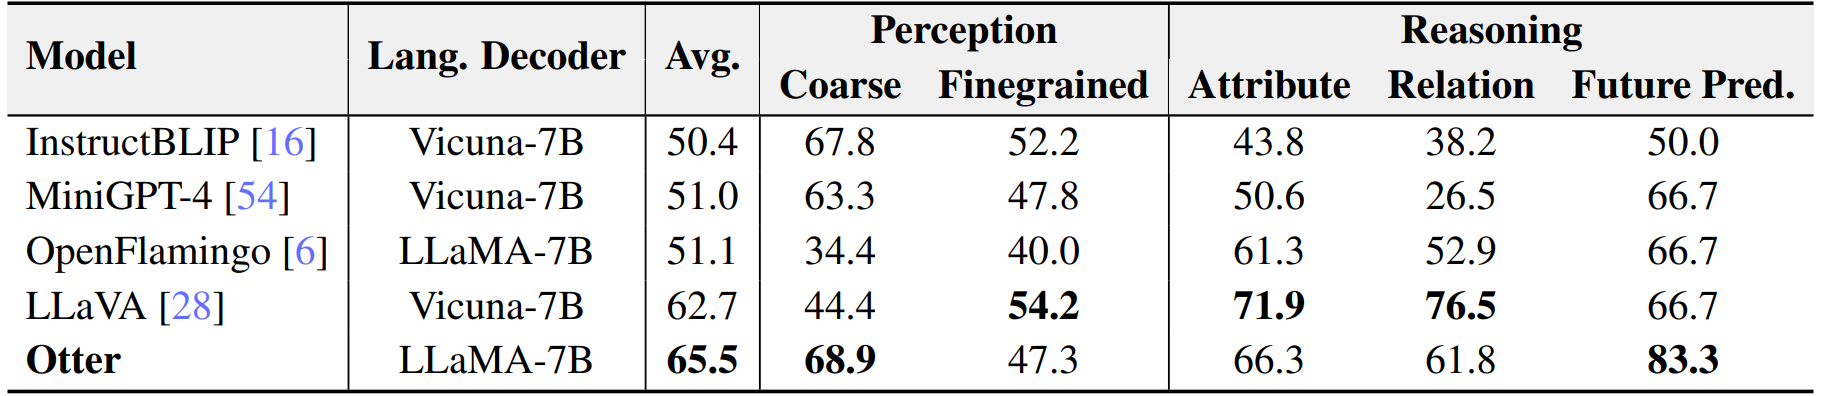 Model Lang. Decoder Avg. Perception Reasoning
Coarse Finegrained Attribute Relation Future Pred.
InstructBLIP [16] Vicuna-7B 50.4 67.8 52.2 43.8 38.2 50.0
MiniGPT-4 [54] Vicuna-7B 51.0 63.3 47.8 50.6 26.5 66.7
OpenFlamingo [6] LLaMA-7B 51.1 34.4 40.0 61.3 52.9 66.7
LLaVA [28] Vicuna-7B 62.7 44.4 54.2 71.9 76.5 66.7
Otter LLaMA-7B 65.5 68.9 47.3 66.3 61.8 83.3